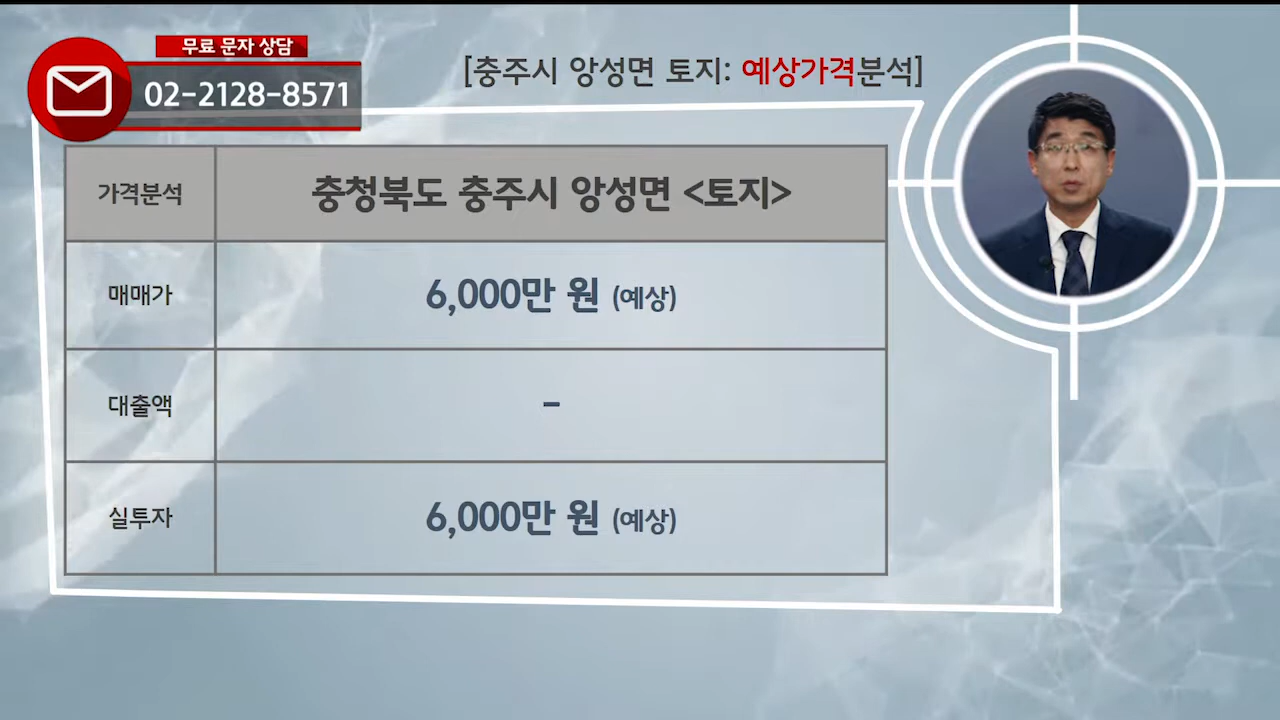 무료 문자 상담
02-2128-8571
[충주시 앙성면 토지: 예상가격분석]
가격분석
충청북도 충주시 앙성면 <토지>
매매가
6,000만 원 (예상)
대출액
–
실투자
6,000만 원 (예상)